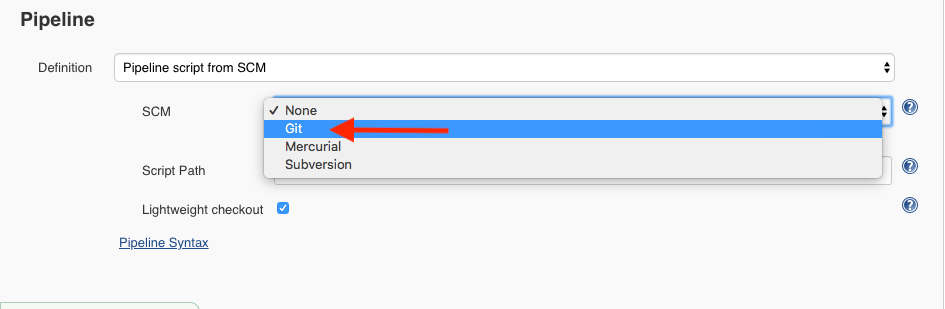 Pipeline
Definition Pipeline script from SCM
SCM ✓ None
Git
Mercurial
Subversion
Script Path
Lightweight checkout
Pipeline Syntax